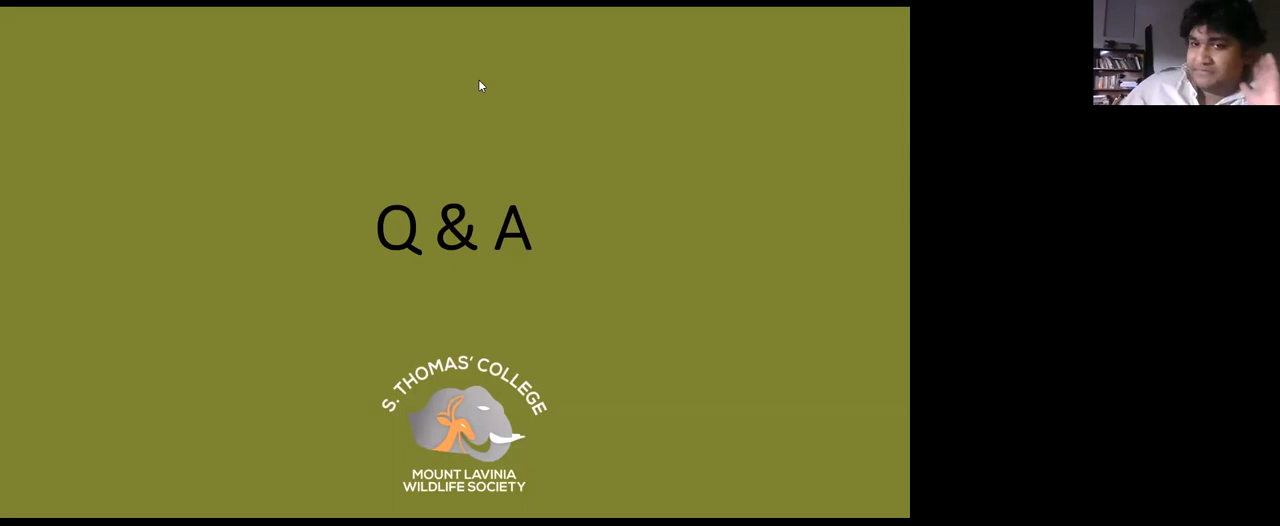 Q & A
S. THOMAS' COLLEGE
MOUNT LAVINIA
WILDLIFE SOCIETY